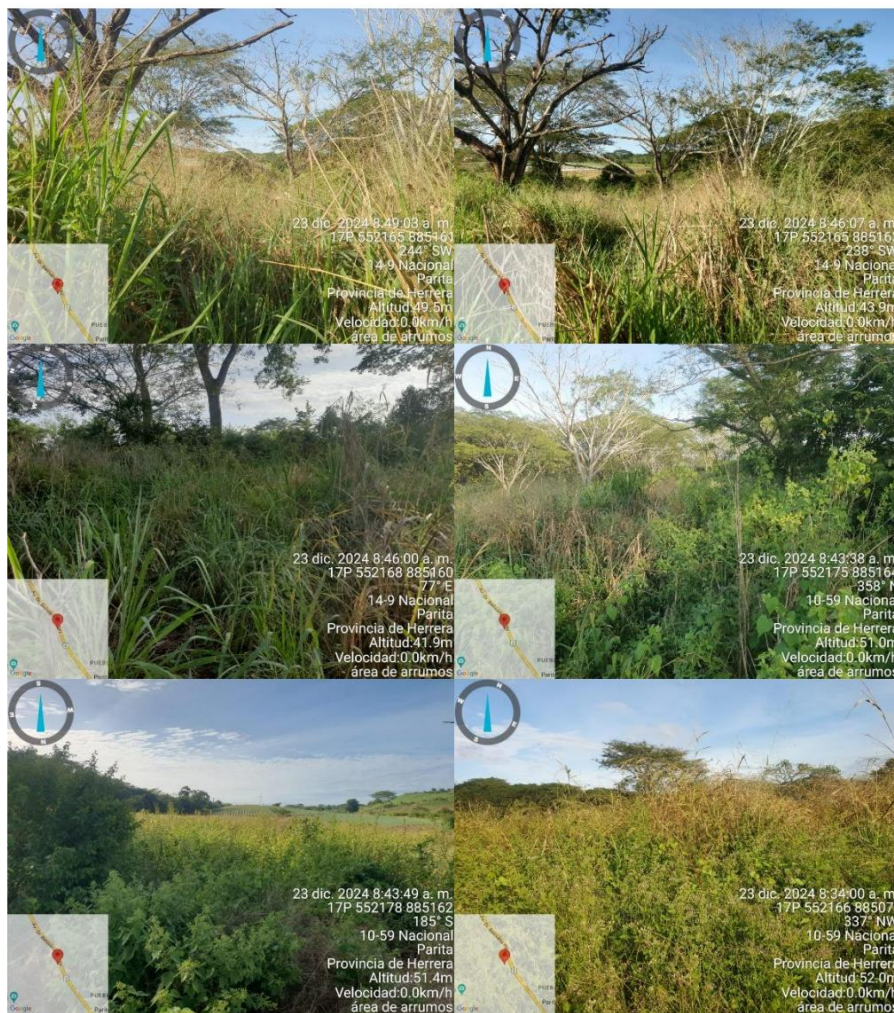 23 dic. 2024 8:49:03 a. m.
17P 552165 885161
244° SW
14-9 Nacional
Parita
Provincia de Herrera
Altitud:49.5m
Velocidad:0.0km/h
área de arrumos
Google
23 dic. 2024 8:46:07 a. m.
17P 552165
238° SW
14-9 Nacional
Parita
Provincia de Herrera
Altitud:43.9m
Velocidad:0.0km/h
área de arrumos
Google
23 dic. 2024 8:46:00 a. m.
17P 552168 885160
77° E
14-9 Nacional
Parita
Provincia de Herrera
Altitud:41.9m
Velocidad:0.0km/h
área de arrumos
Google
23 dic. 2024 8:43:38 a. m.
17P 552175 885164
358° N
10-59 Nacional
Parita
Provincia de Herrera
Altitud:51.0m
Velocidad:0.0km/h
área de arrumos
Google
23 dic. 2024 8:43:49 a. m.
17P 552178 885162
185° S
10-59 Nacional
Parita
Provincia de Herrera
Altitud:51.4m
Velocidad:0.0km/h
área de arrumos
Google
23 dic. 2024 8:34:00 a. m.
17P 552166
337° NW
10-59 Nacional
Parita
Provincia de Herrera
Altitud:52.0m
Velocidad:0.0km/h
área de arrumos
Google